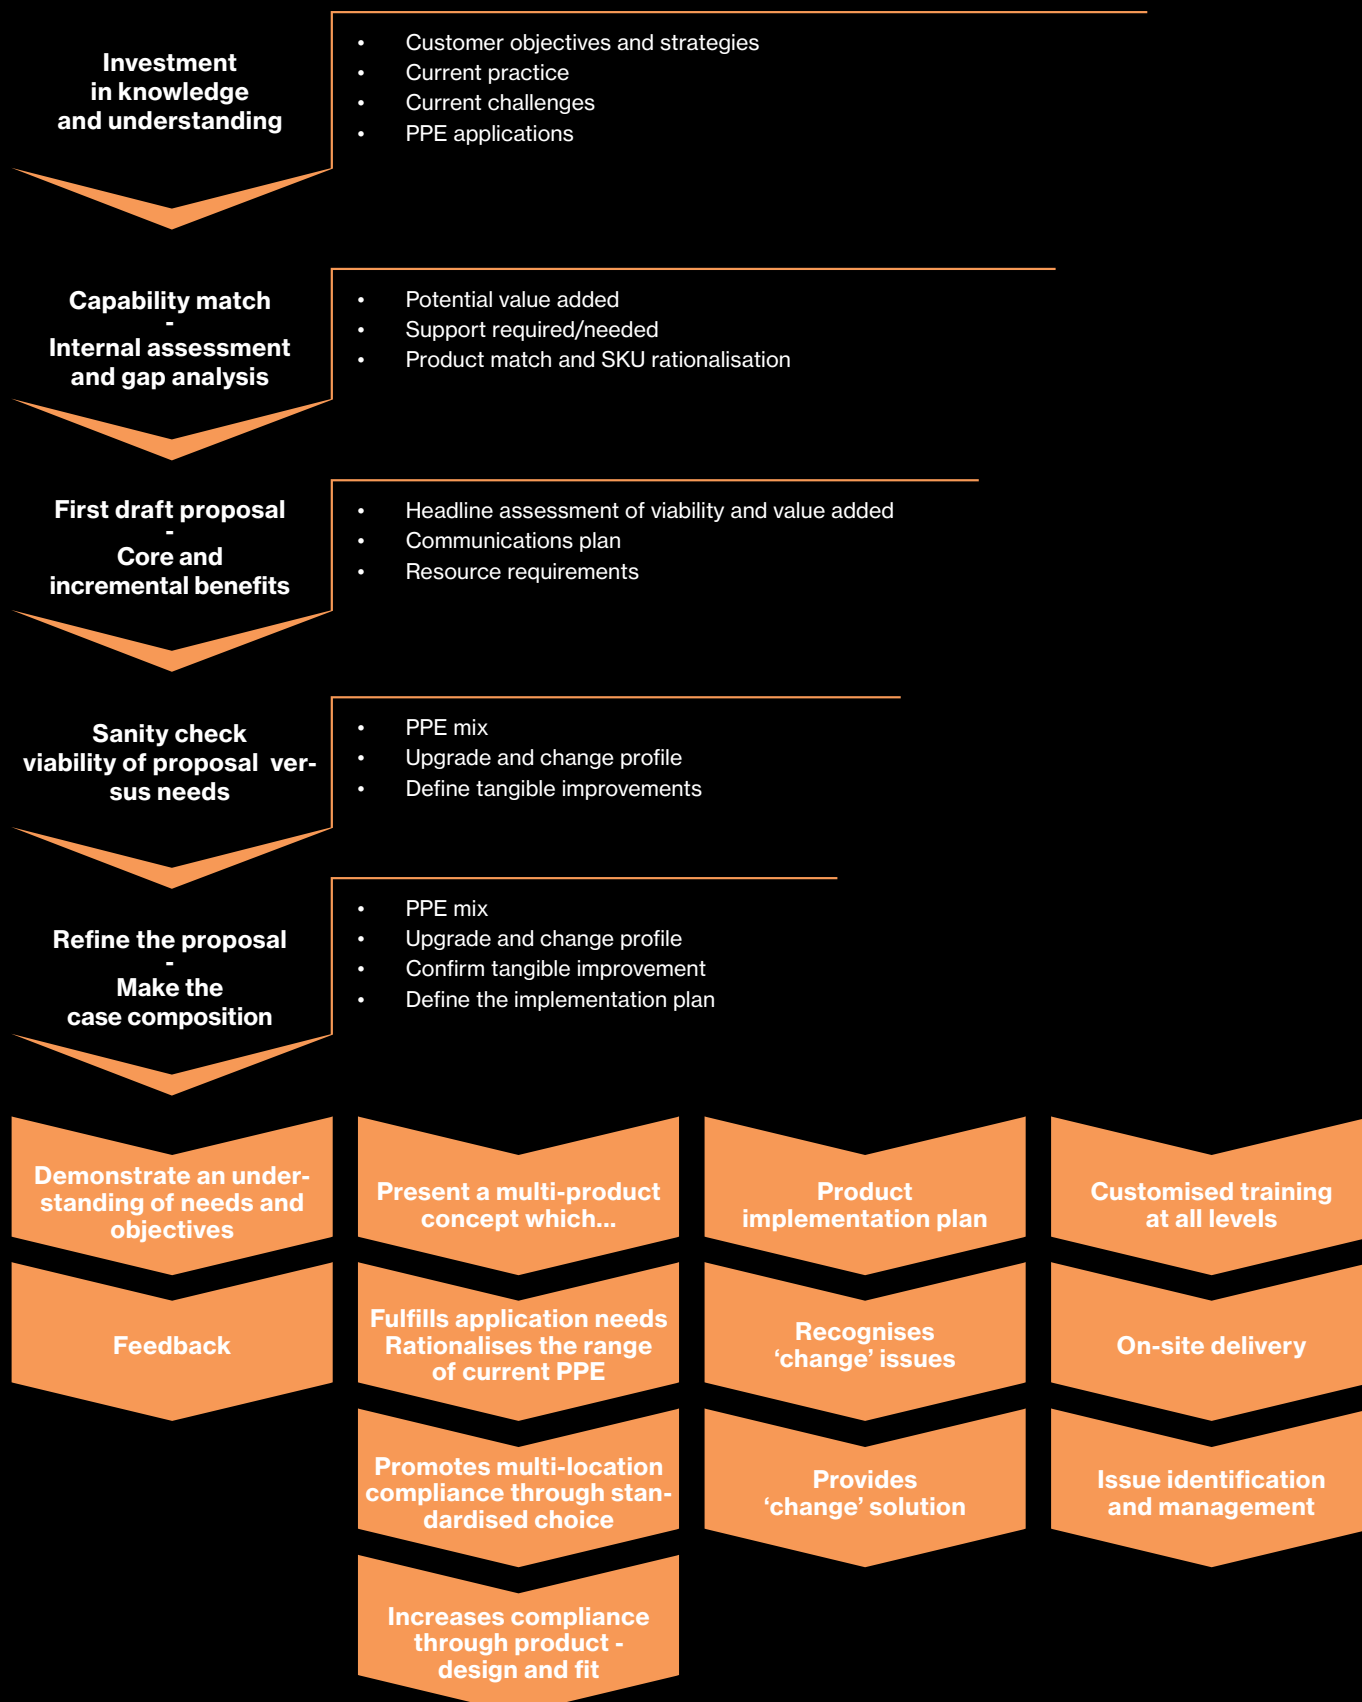 Investment
in knowledge
and understanding
• Customer objectives and strategies
• Current practice
• Current challenges
• PPE applications
Capability match
-
Internal assessment
and gap analysis
• Potential value added
• Support required/needed
• Product match and SKU rationalisation
First draft proposal
-
Core and
incremental benefits
• Headline assessment of viability and value added
• Communications plan
• Resource requirements
Sanity check
viability of proposal ver-
sus needs
• PPE mix
• Upgrade and change profile
• Define tangible improvements
Refine the proposal
-
Make the
case composition
• PPE mix
• Upgrade and change profile
• Confirm tangible improvement
• Define the implementation plan
Demonstrate an under-
standing of needs and
objectives
Feedback
Present a multi-product
concept which...
Fulfills application needs
Rationalises the range
of current PPE
Promotes multi-location
compliance through stan-
dardised choice
Increases compliance
through product -
design and fit
Product
implementation plan
Recognises
‘change’ issues
Provides
‘change’ solution
Customised training
at all levels
On-site delivery
Issue identification
and management